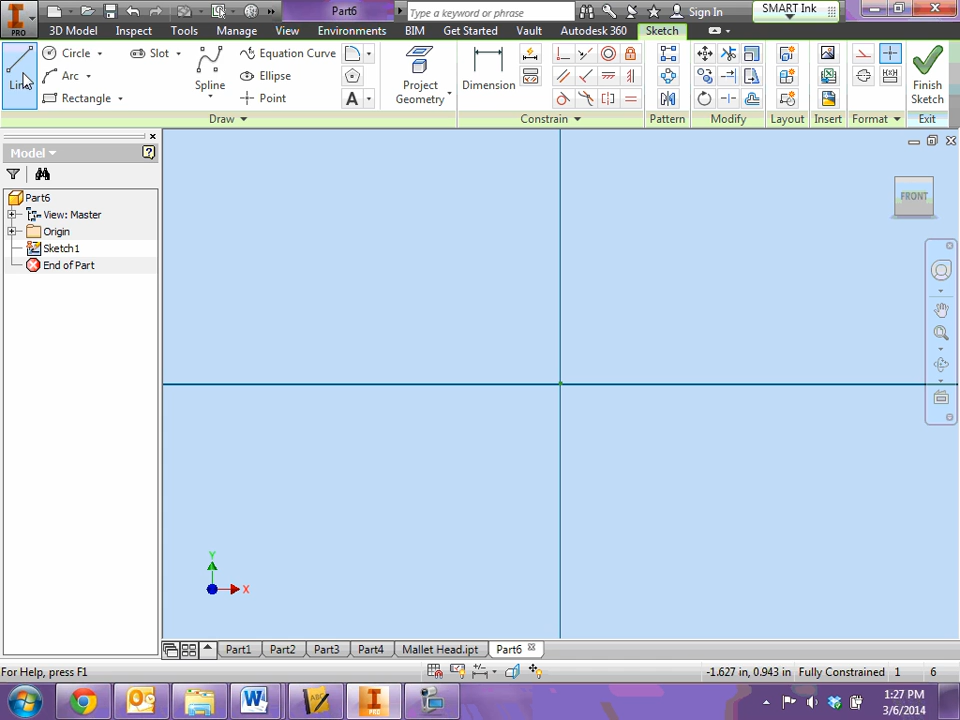 Part6
Type a keyword or phrase
Sign In
SMART Ink
PRO
3D Model Inspect Tools Manage View Environments BIM Get Started Vault Autodesk 360 Sketch
Line
Circle
Arc
Rectangle
Slot
Spline
Equation Curve
Ellipse
Point
A
Project Geometry
Dimension
Finish Sketch
Draw Constrain Pattern Modify Layout Insert Format Exit
Model
Part6
View: Master
Origin
Sketch1
End of Part
FRONT
Y
X
Part1 Part2 Part3 Part4 Mallet Head.ipt Part6
For Help, press F1
-1.627 in, 0.943 in Fully Constrained 1 6
1:27 PM
3/6/2014